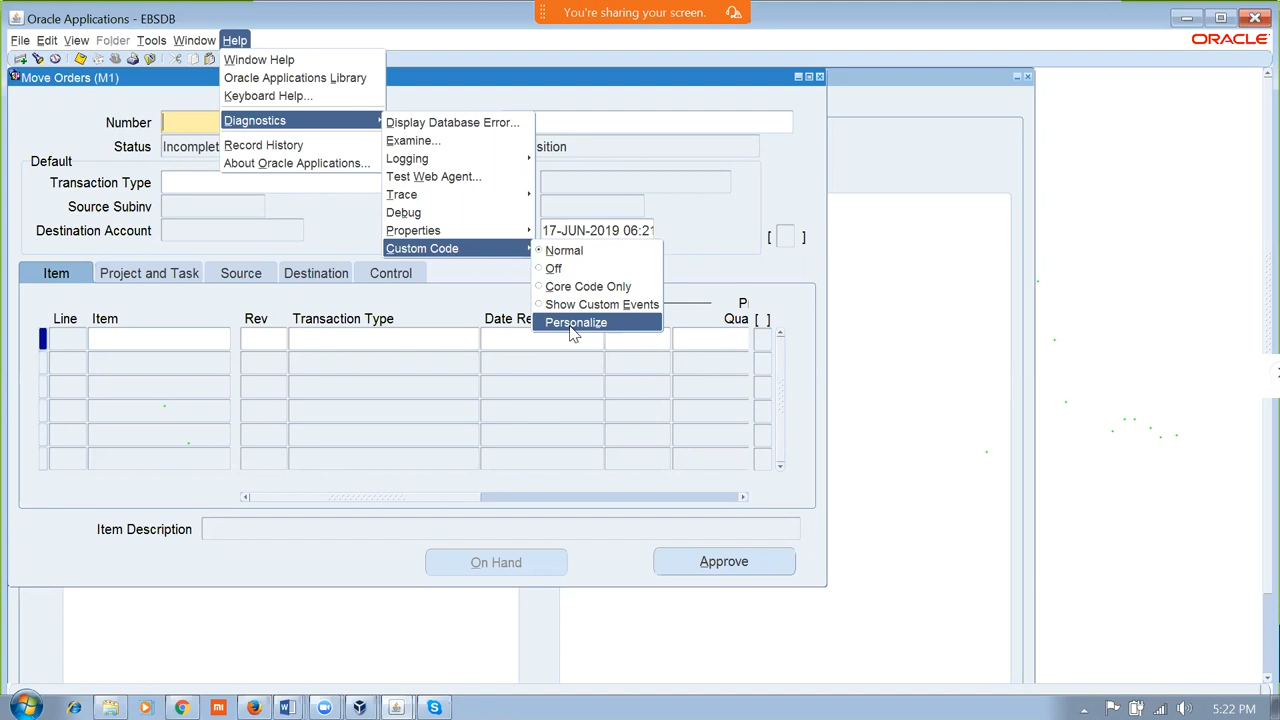 You're sharing your screen.
Oracle Applications - EBSDB
File Edit View Folder Tools Window Help
ORACLE
Window Help
Oracle Applications Library
Keyboard Help...
Diagnostics
Record History
About Oracle Applications...
Display Database Error...
Examine...
Logging
Test Web Agent...
Trace
Debug
Properties
Custom Code
Normal
Off
Core Code Only
Show Custom Events
Personalize
Move Orders (M1)
Number
Status Incomplet sition
Default
Transaction Type
Source Subinv
Destination Account 17-JUN-2019 06:21
[ ]
Item Project and Task Source Destination Control
P
Line Item Rev Transaction Type Date Re Qua [ ]
Item Description
On Hand Approve
5:22 PM